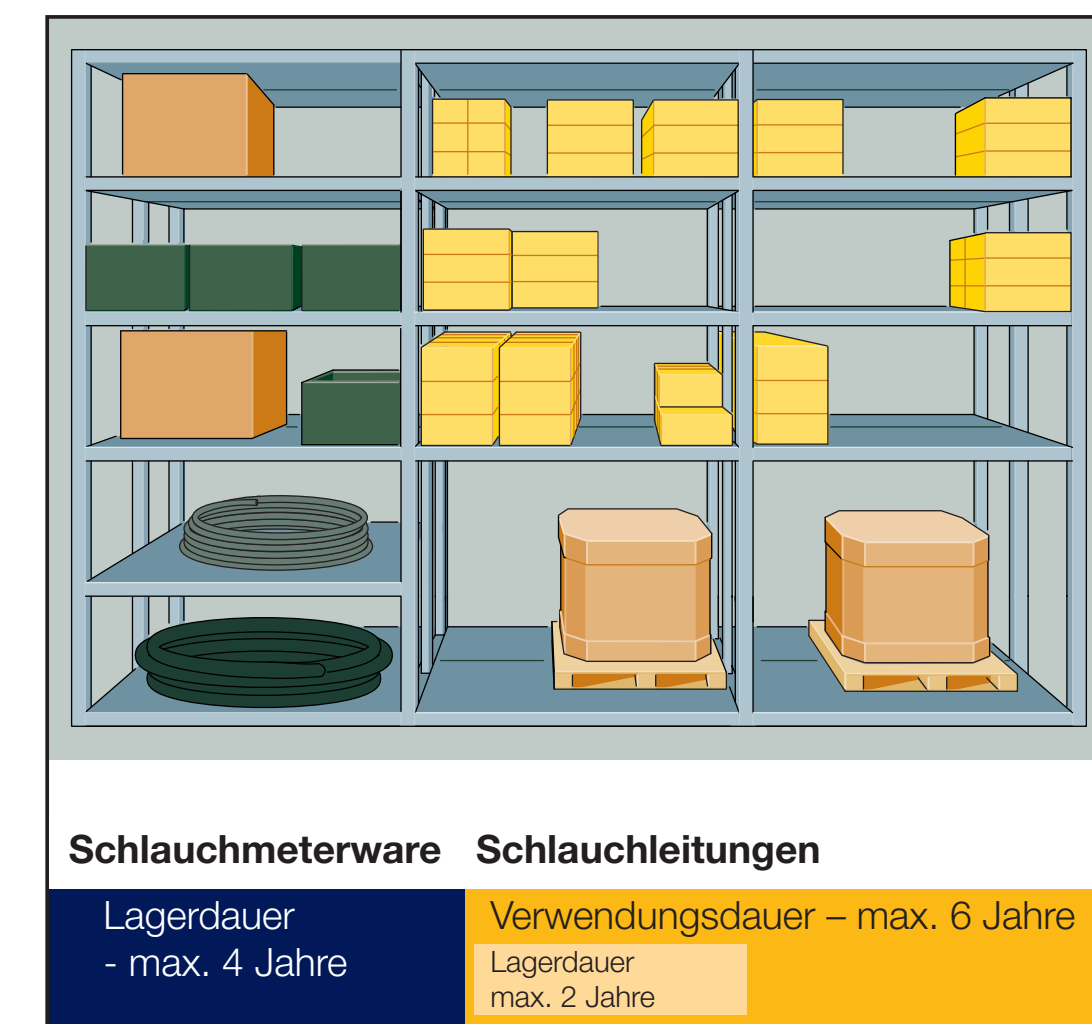 Schlauchmeterware
Schlauchleitungen
Lagerdauer
- max. 4 Jahre
Verwendungsdauer – max. 6 Jahre
Lagerdauer
max. 2 Jahre